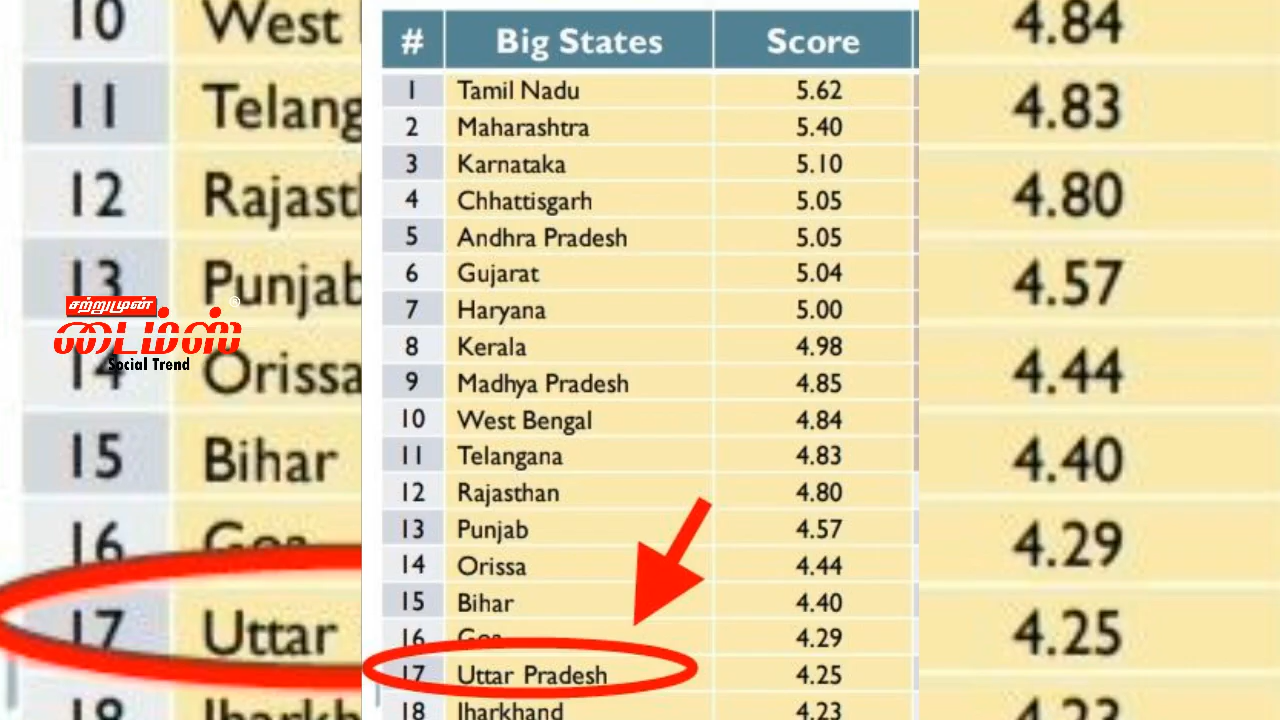 # Big States Score
1 Tamil Nadu 5.62
2 Maharashtra 5.40
3 Karnataka 5.10
4 Chhattisgarh 5.05
5 Andhra Pradesh 5.05
6 Gujarat 5.04
7 Haryana 5.00
8 Kerala 4.98
9 Madhya Pradesh 4.85
10 West Bengal 4.84
11 Telangana 4.83
12 Rajasthan 4.80
13 Punjab 4.57
14 Orissa 4.44
15 Bihar 4.40
16 Goa 4.29
17 Uttar Pradesh 4.25
18 Jharkhand 4.23
10 West 4.84
11 Telang 4.83
12 Rajast 4.80
13 Punjab 4.57
14 Orissa 4.44
15 Bihar 4.40
16 Goa 4.29
17 Uttar 4.25
18 Jharkh 4.23
சற்றுமுன்
டைம்ஸ் ®
Social Trend